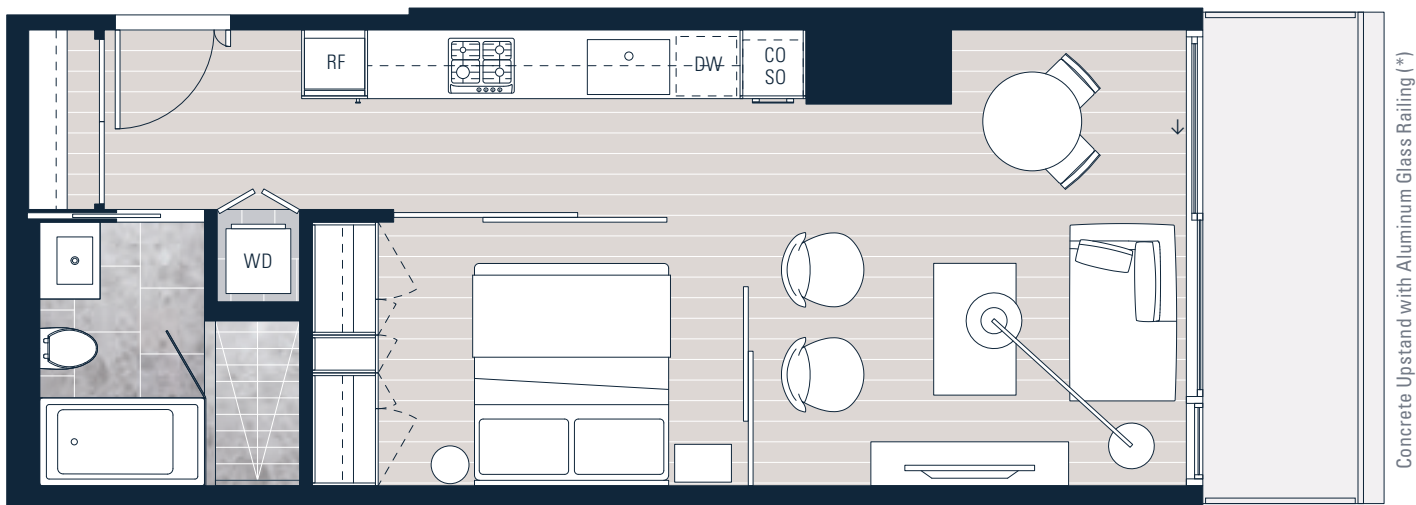 RF
DW
CO
SO
WD
Concrete Upstand with Aluminum Glass Railing (*)